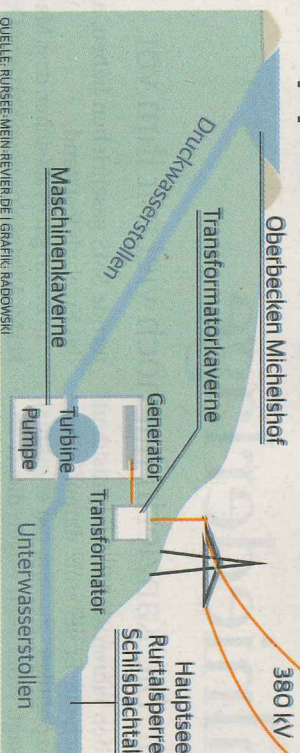 Oberbecken Michelshof
380 kV
Druckwasserstollen
Transformatorkaverne
Hauptsee
Rurtalsperre
Schilsbachtal
Maschinenkaverne
Generator
Transformator
Turbine
Pumpe
Unterwasserstollen
QUELLE: RURSEE-MEIN-REVIER.DE | GRAFIK: RADOWSKI